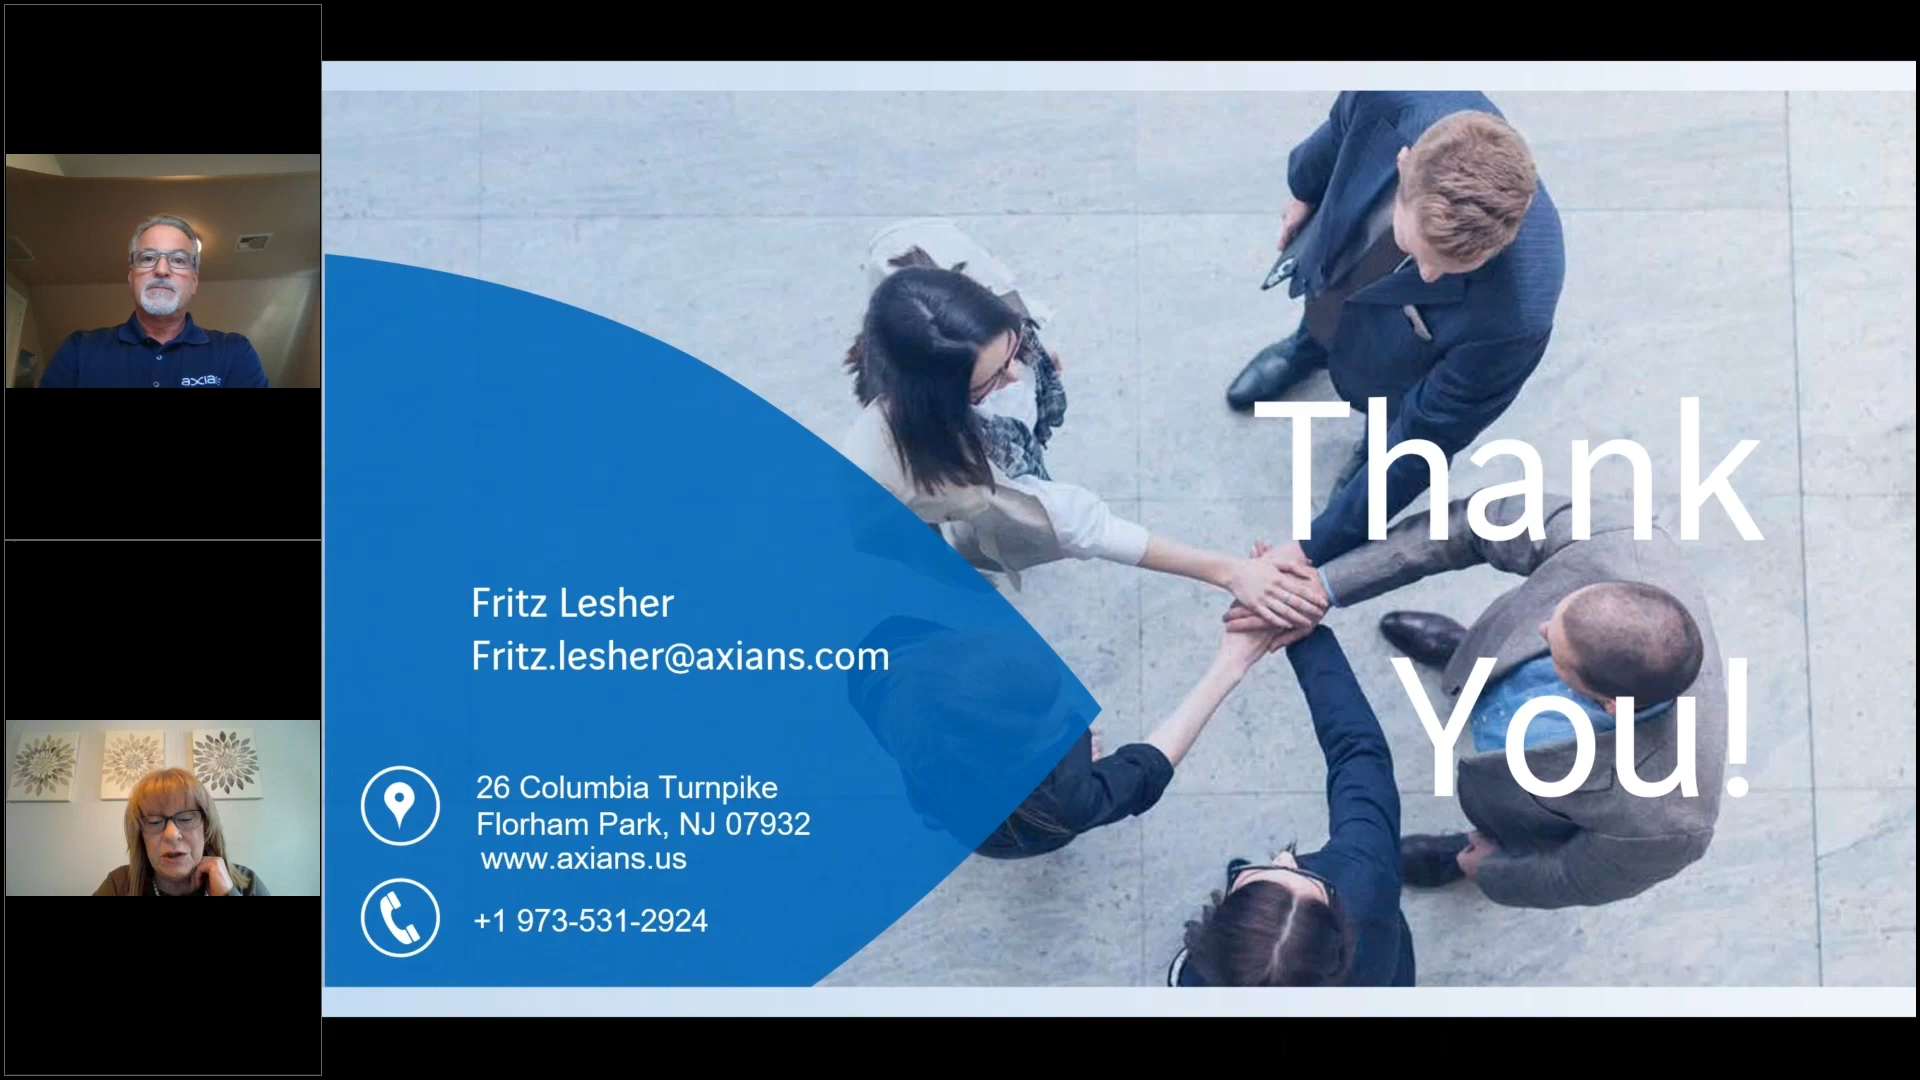 axia
Thank
You!
Fritz Lesher
Fritz.lesher@axians.com
26 Columbia Turnpike
Florham Park, NJ 07932
www.axians.us
+1 973-531-2924